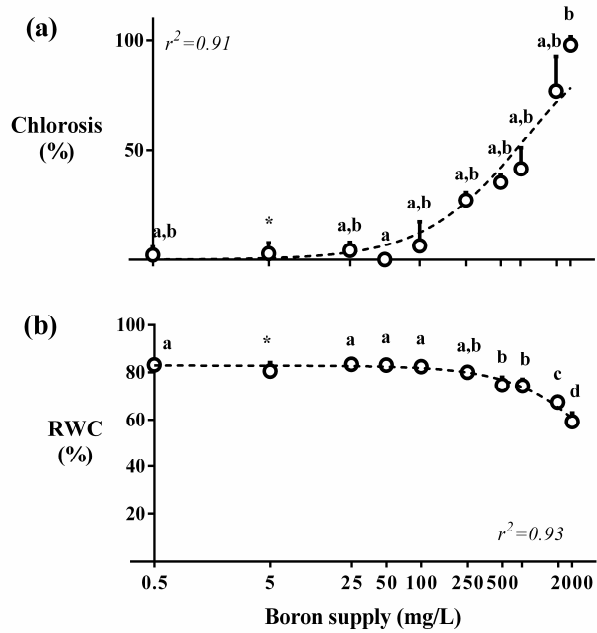 (a)
100
r²=0.91
b
a,b
a,b
Chlorosis
(%)
50
a,b
a,b
a,b
a,b
*
a,b
a
(b)
100
a
*
a
a
a
a,b
b
b
c
d
80
60
RWC
(%)
40
20
r²=0.93
0.5
5
25
50
100
250
500
2000
Boron supply (mg/L)